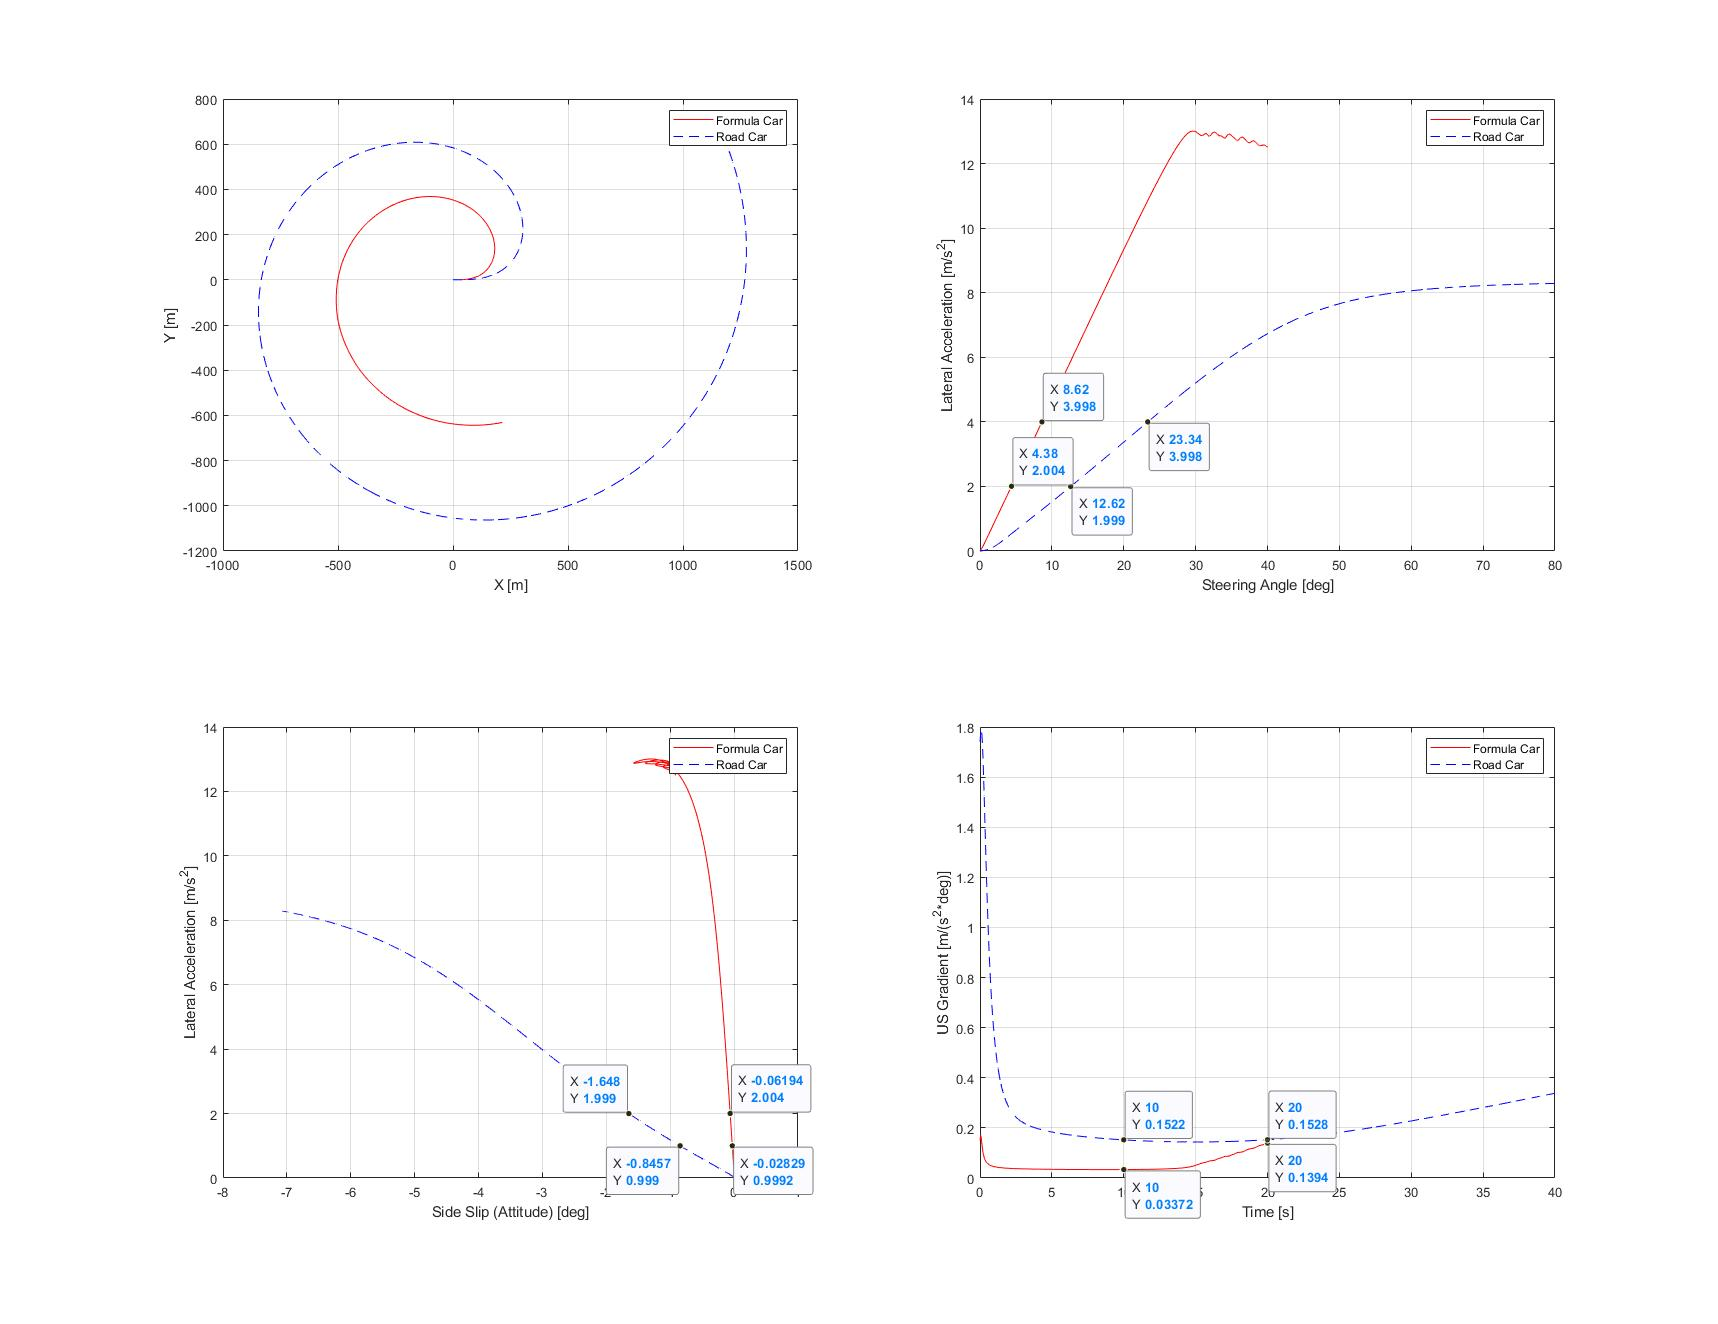 800
600
400
200
0
-200
-400
-600
-800
-1000
-1200
-1000
-500
0
500
1000
1500
Y [m]
X [m]
Formula Car
Road Car
14
12
10
8
6
4
2
0
0
10
20
30
40
50
60
70
80
Lateral Acceleration [m/s²]
Steering Angle [deg]
Formula Car
Road Car
X 8.62
Y 3.998
X 4.38
Y 2.004
X 23.34
Y 3.998
X 12.62
Y 1.999
14
12
10
8
6
4
2
0
-8
-7
-6
-5
-4
-3
Lateral Acceleration [m/s²]
Side Slip (Attitude) [deg]
Formula Car
Road Car
X -1.648
Y 1.999
X -0.06194
Y 2.004
X -0.8457
Y 0.999
X -0.02829
Y 0.9992
1.8
1.6
1.4
1.2
1
0.8
0.6
0.4
0.2
0
0
5
20
25
30
35
40
US Gradient [m/(s²*deg)]
Time [s]
Formula Car
Road Car
X 10
Y 0.1522
X 20
Y 0.1528
X 20
Y 0.1394
X 10
Y 0.03372